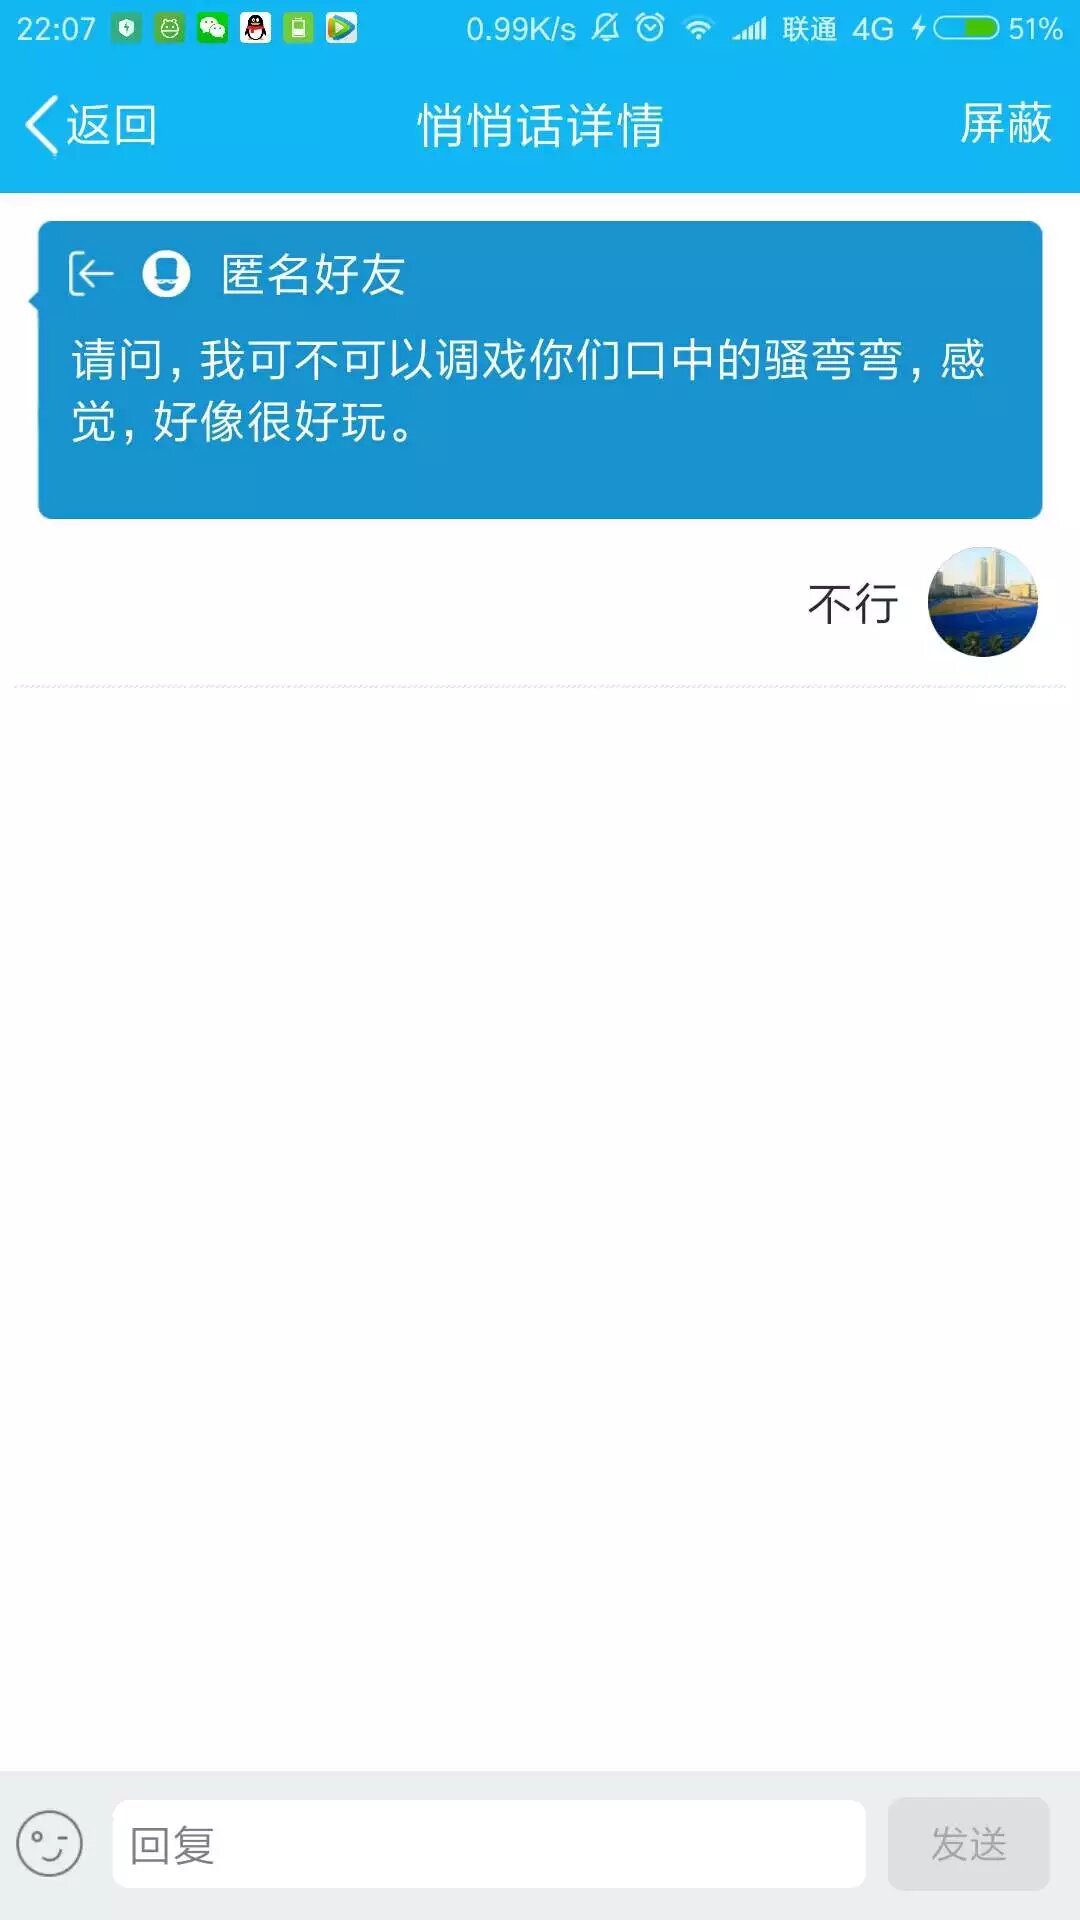 22:07 0.99K/s 联通 4G 51%
返回 悄悄话详情 屏蔽
匿名好友
请问，我可不可以调戏你们口中的骚弯弯，感
觉，好像很好玩。
不行
回复 发送